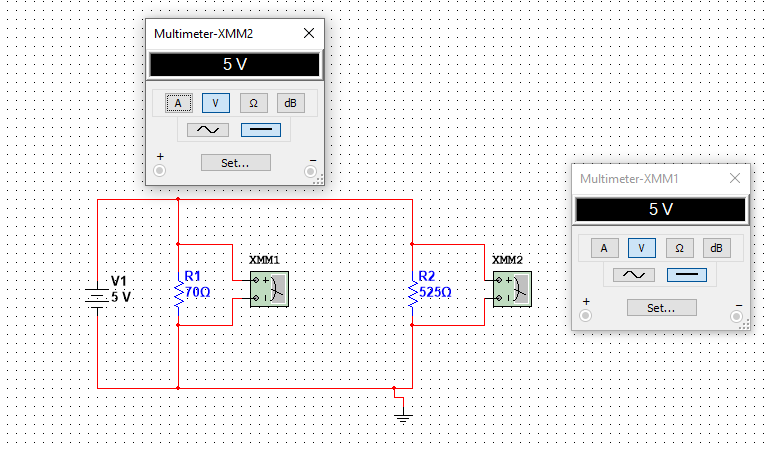 Multimeter-XMM2
5 V
A V Ω dB
+ Set... −
Multimeter-XMM1
5 V
A V Ω dB
+ Set... −
V1
5 V
R1
70Ω
XMM1
+
R2
525Ω
XMM2
+